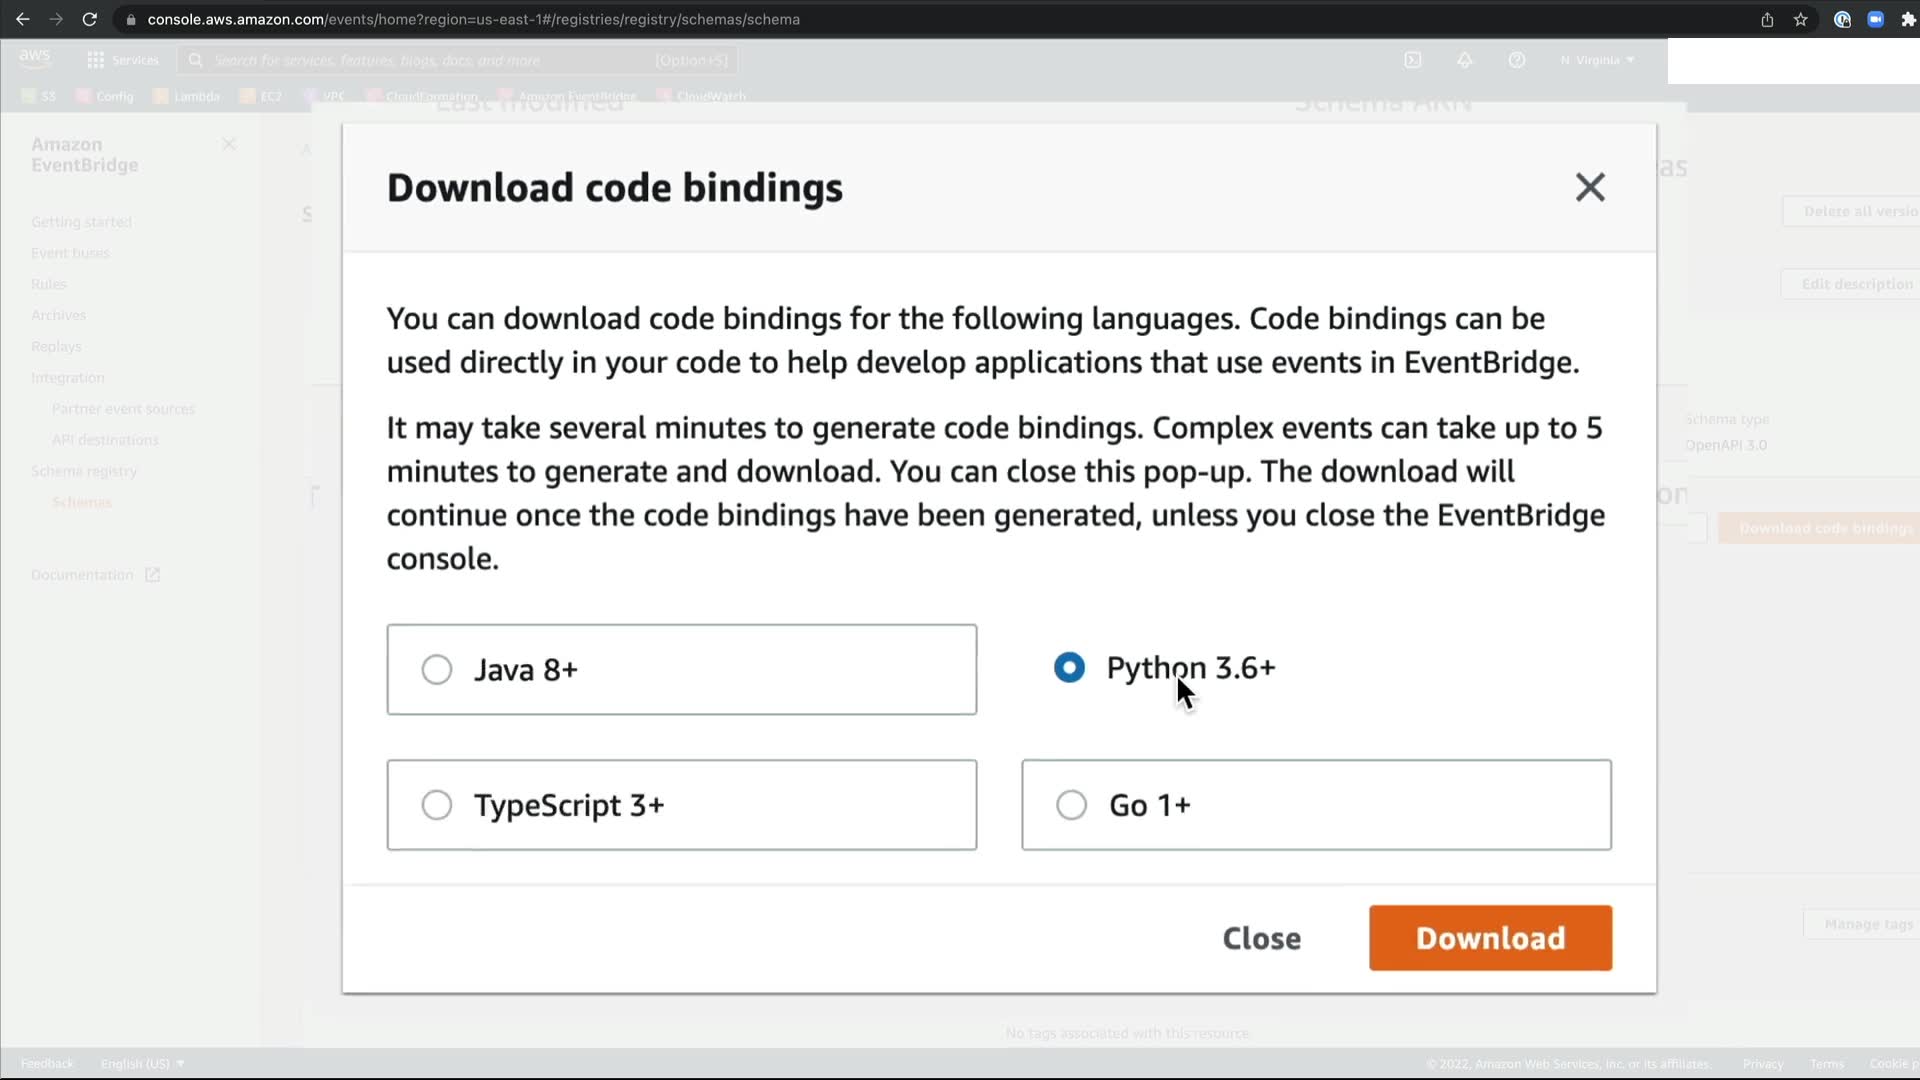 console.aws.amazon.com/events/home?region=us-east-1#/registries/registry/schemas/schema
aws
Services
Search for services, features, blogs, docs, and more
[Option+S]
N. Virginia
S3
Config
Lambda
EC2
VPC
CloudFormation
Amazon EventBridge
CloudWatch
Last modified
Schema ARN
Amazon
EventBridge
Getting started
Event buses
Rules
Archives
Replays
Integration
Partner event sources
API destinations
Schema registry
Schemas
Documentation
Edit description
Schema type
OpenAPI 3.0
Download code bindings
Manage tags
Download code bindings
You can download code bindings for the following languages. Code bindings can be
used directly in your code to help develop applications that use events in EventBridge.
It may take several minutes to generate code bindings. Complex events can take up to 5
minutes to generate and download. You can close this pop-up. The download will
continue once the code bindings have been generated, unless you close the EventBridge
console.
Java 8+
Python 3.6+
TypeScript 3+
Go 1+
Close
Download
No tags associated with this resource.
Feedback
English (US)
© 2022, Amazon Web Services, Inc. or its affiliates.
Privacy
Terms
Cookie